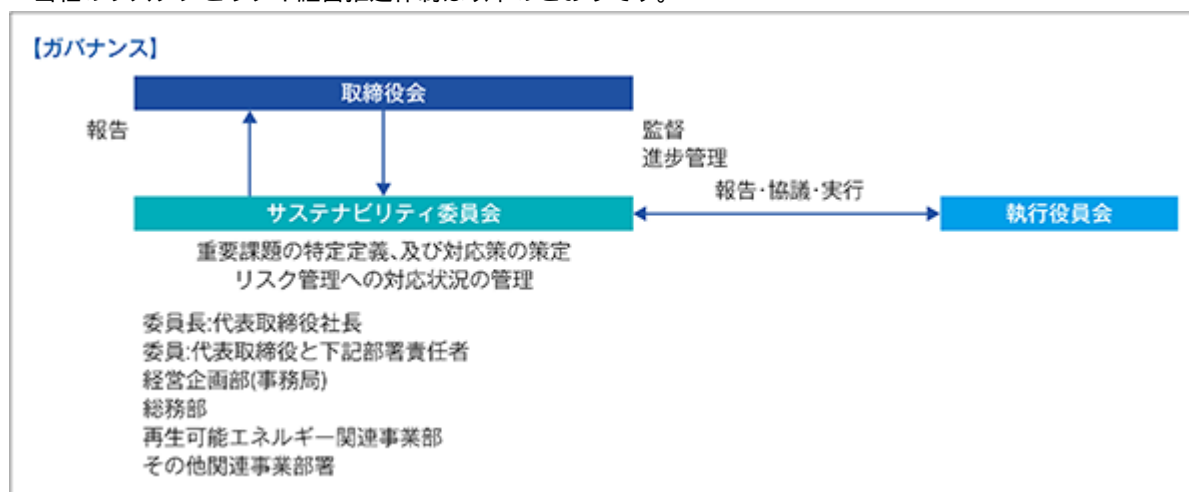 【ガバナンス】
取締役会
報告
監督
進歩管理
報告・協議・実行
サステナビリティ委員会
執行役員会
重要課題の特定定義、及び対応策の策定
リスク管理への対応状況の管理
委員長:代表取締役社長
委員:代表取締役と下記部署責任者
経営企画部(事務局)
総務部
再生可能エネルギー関連事業部
その他関連事業部署